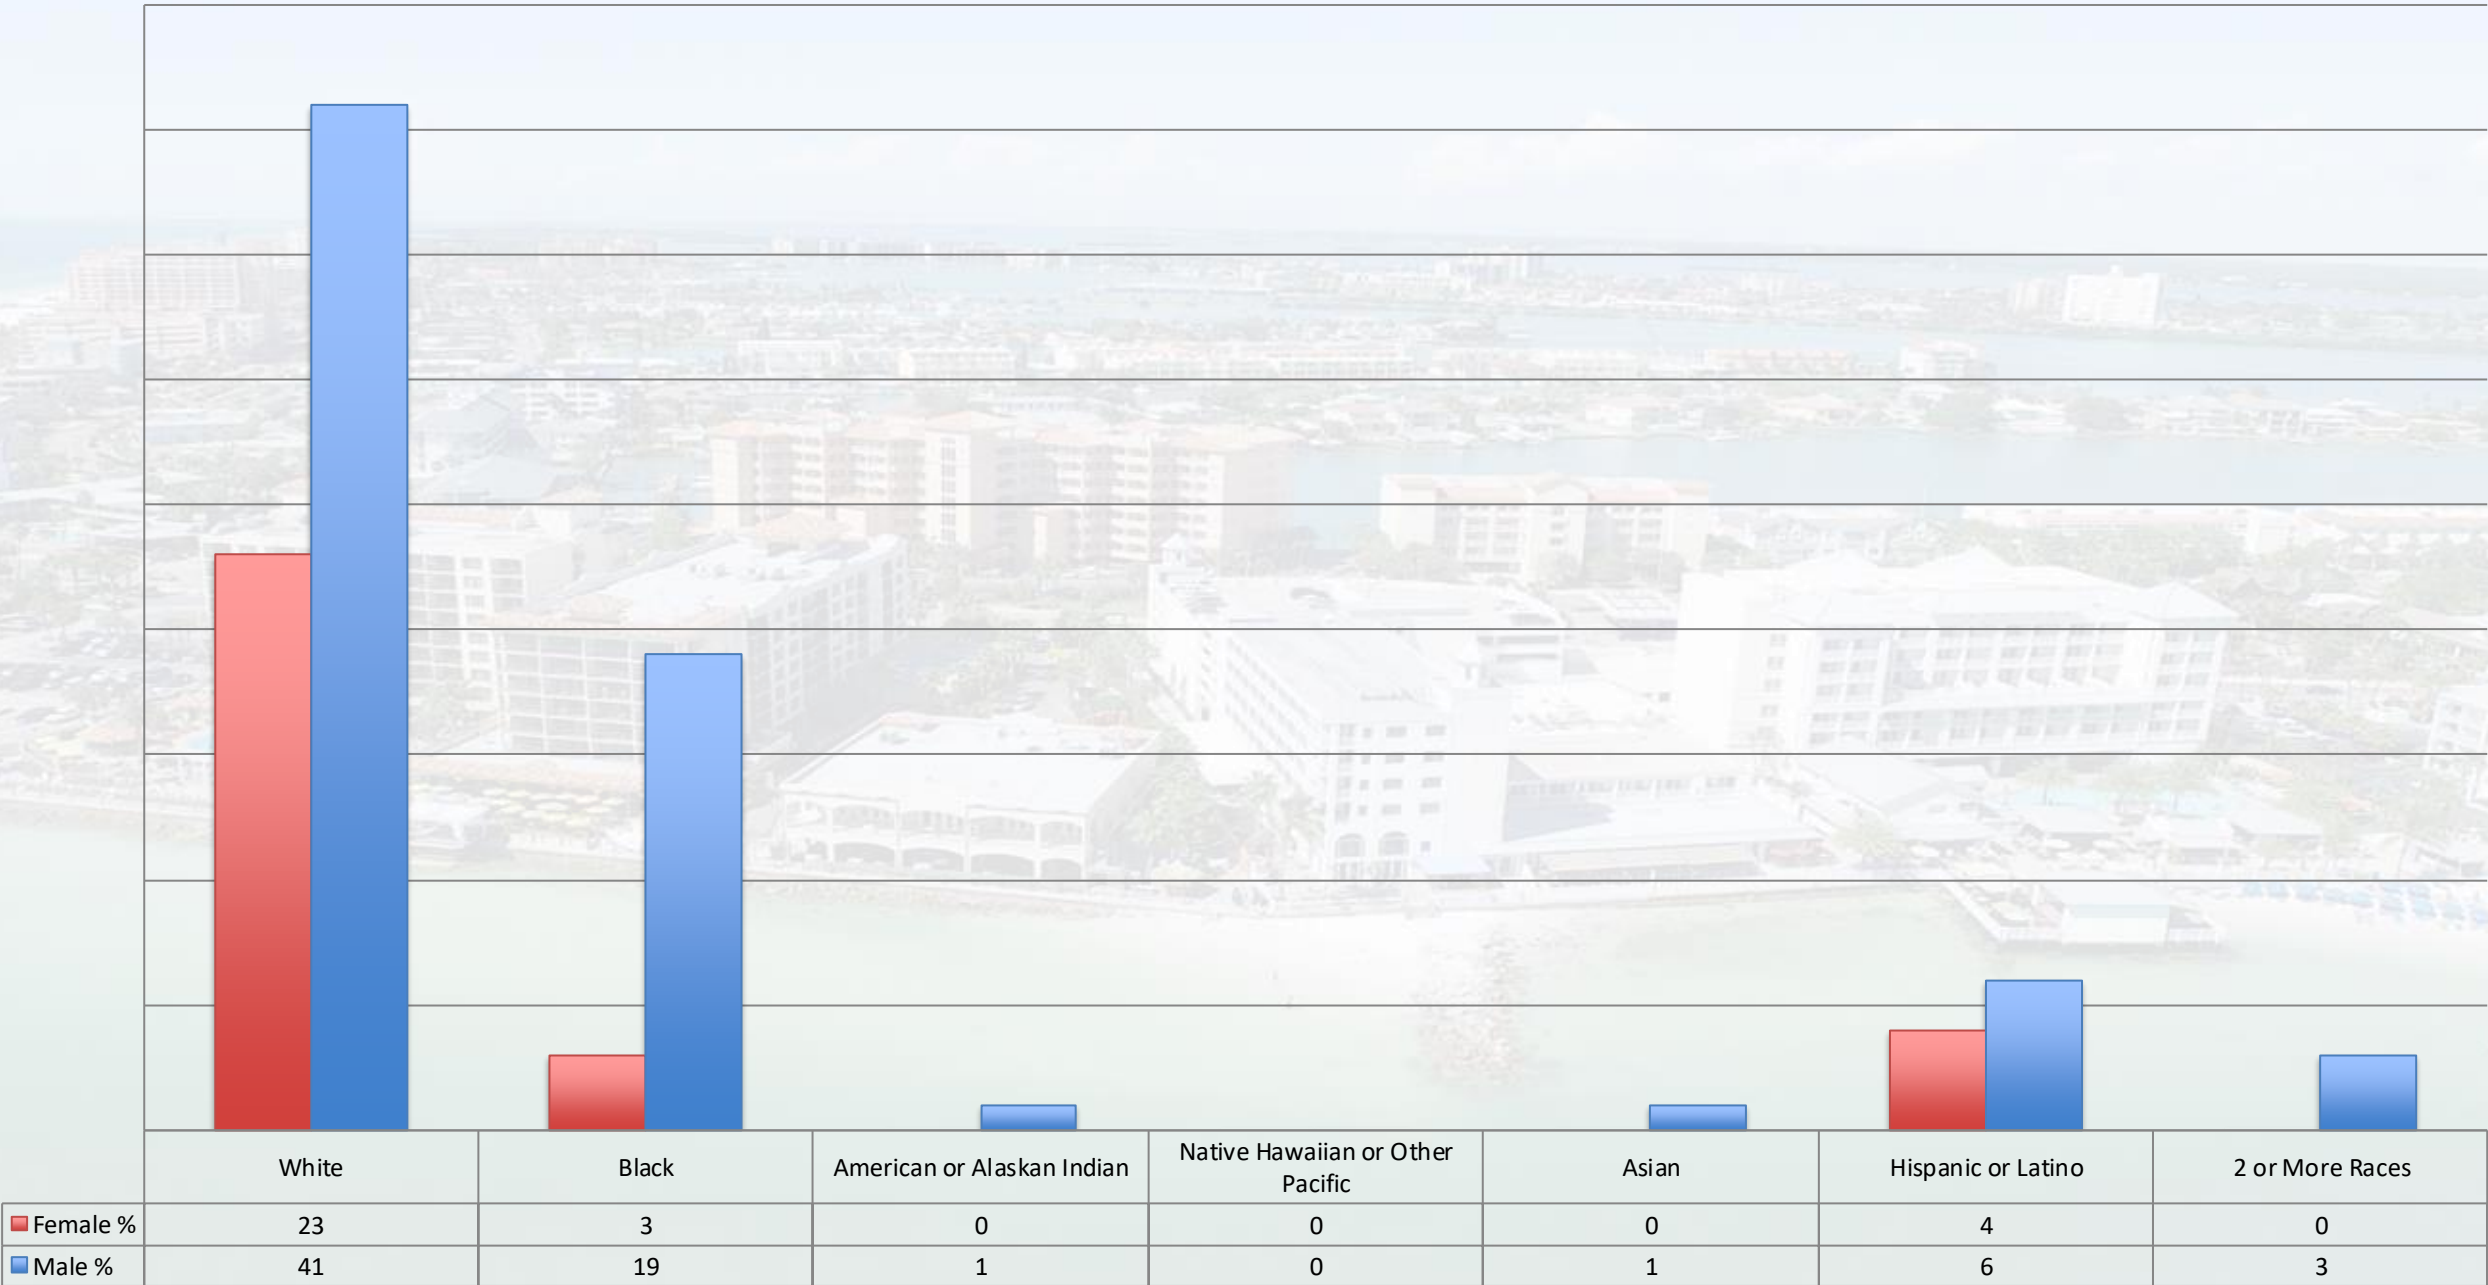 White Black American or Alaskan Indian Native Hawaiian or Other
Pacific Asian Hispanic or Latino 2 or More Races
Female % 23 3 0 0 0 4 0
Male % 41 19 1 0 1 6 3